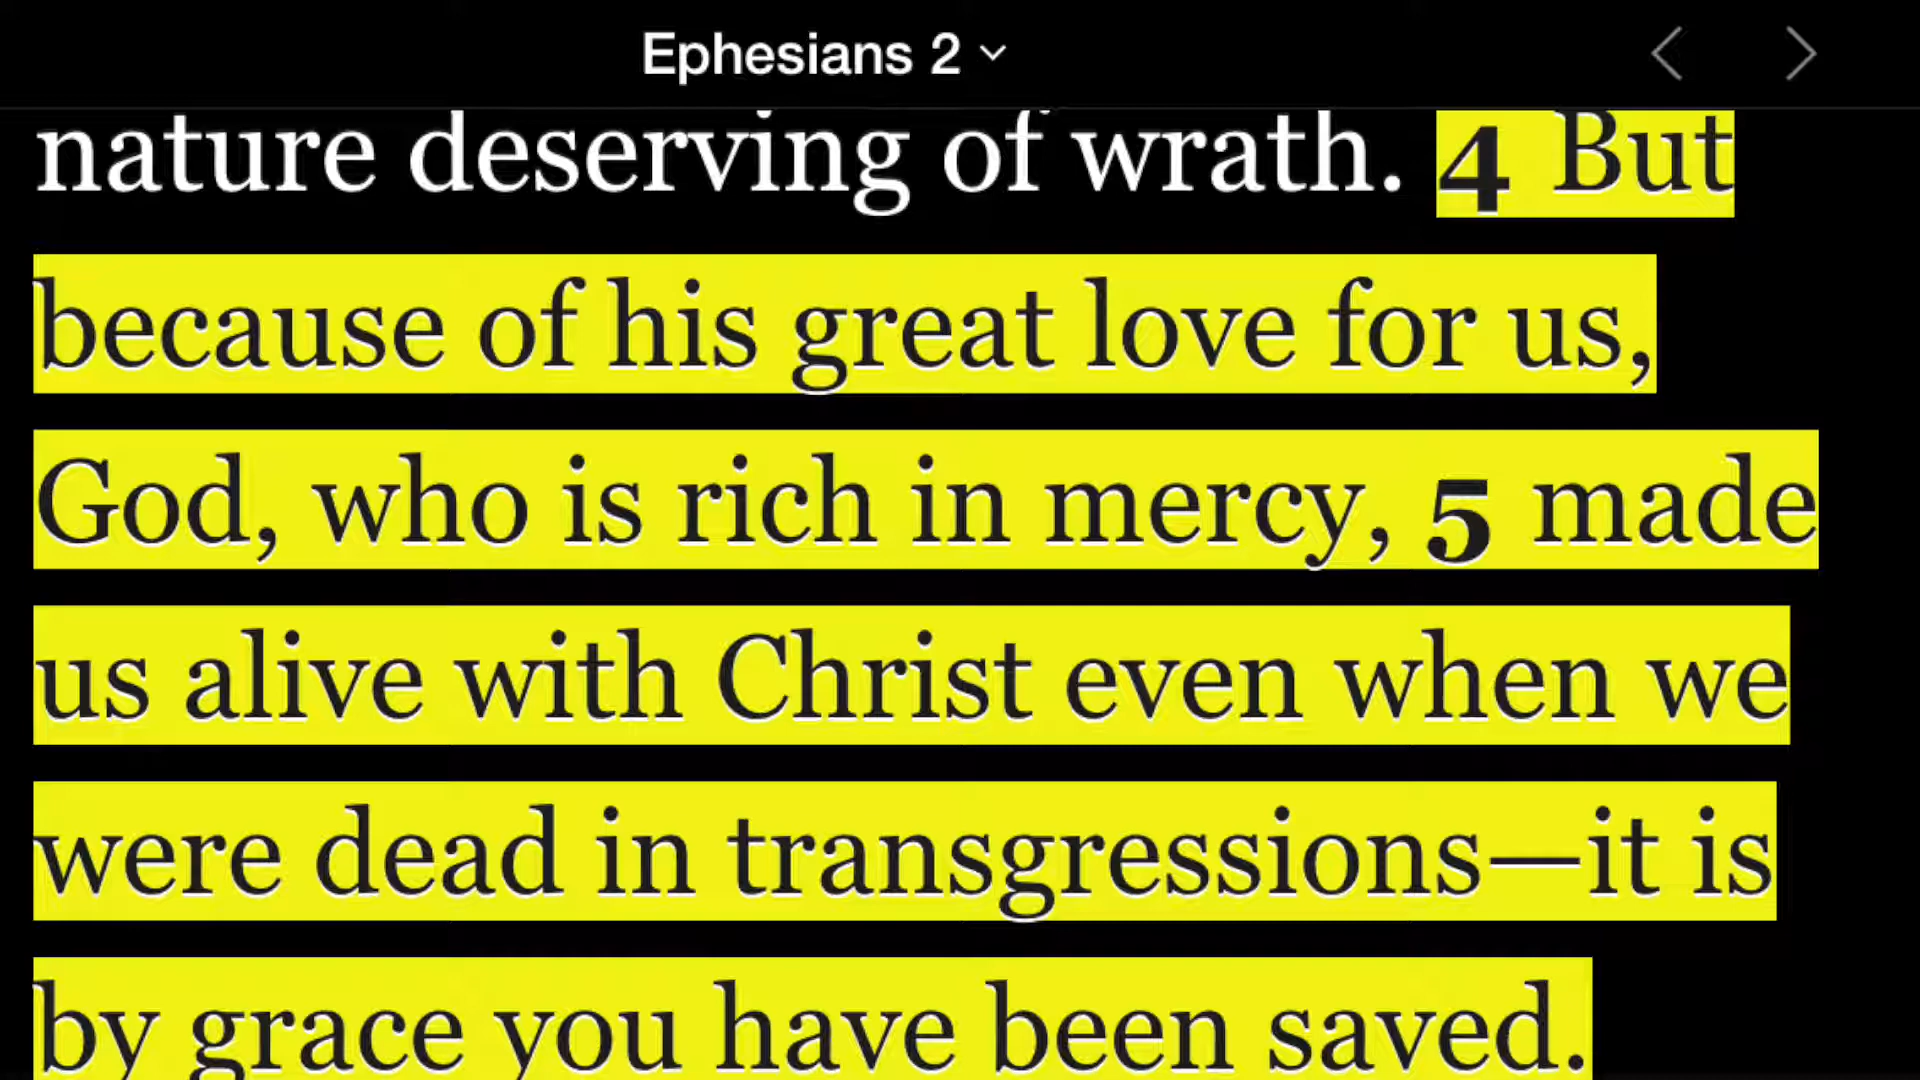 Ephesians 2
nature deserving of wrath. 4 But
because of his great love for us,
God, who is rich in mercy, 5 made
us alive with Christ even when we
were dead in transgressions—it is
by grace you have been saved.